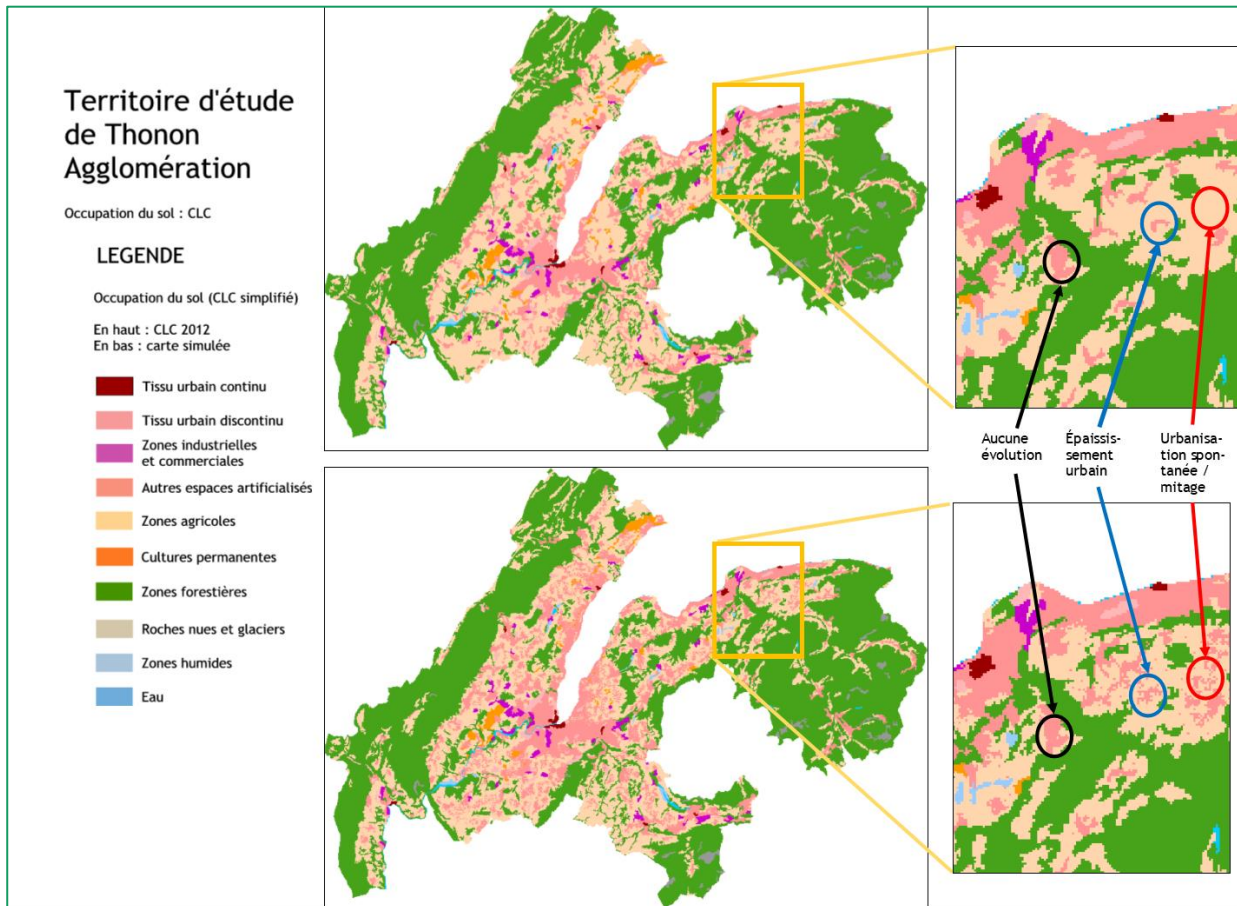 Territoire d'étude
de Thonon
Agglomération
Occupation du sol : CLC
LEGENDE
Occupation du sol (CLC simplifié)
En haut : CLC 2012
En bas : carte simulée
Tissu urbain continu
Tissu urbain discontinu
Zones industrielles
et commerciales
Autres espaces artificialisés
Zones agricoles
Cultures permanentes
Zones forestières
Roches nues et glaciers
Zones humides
Eau
Aucune
évolution
Épaissis-
sement
urbain
Urbanisa-
tion spon-
tanée /
mitage